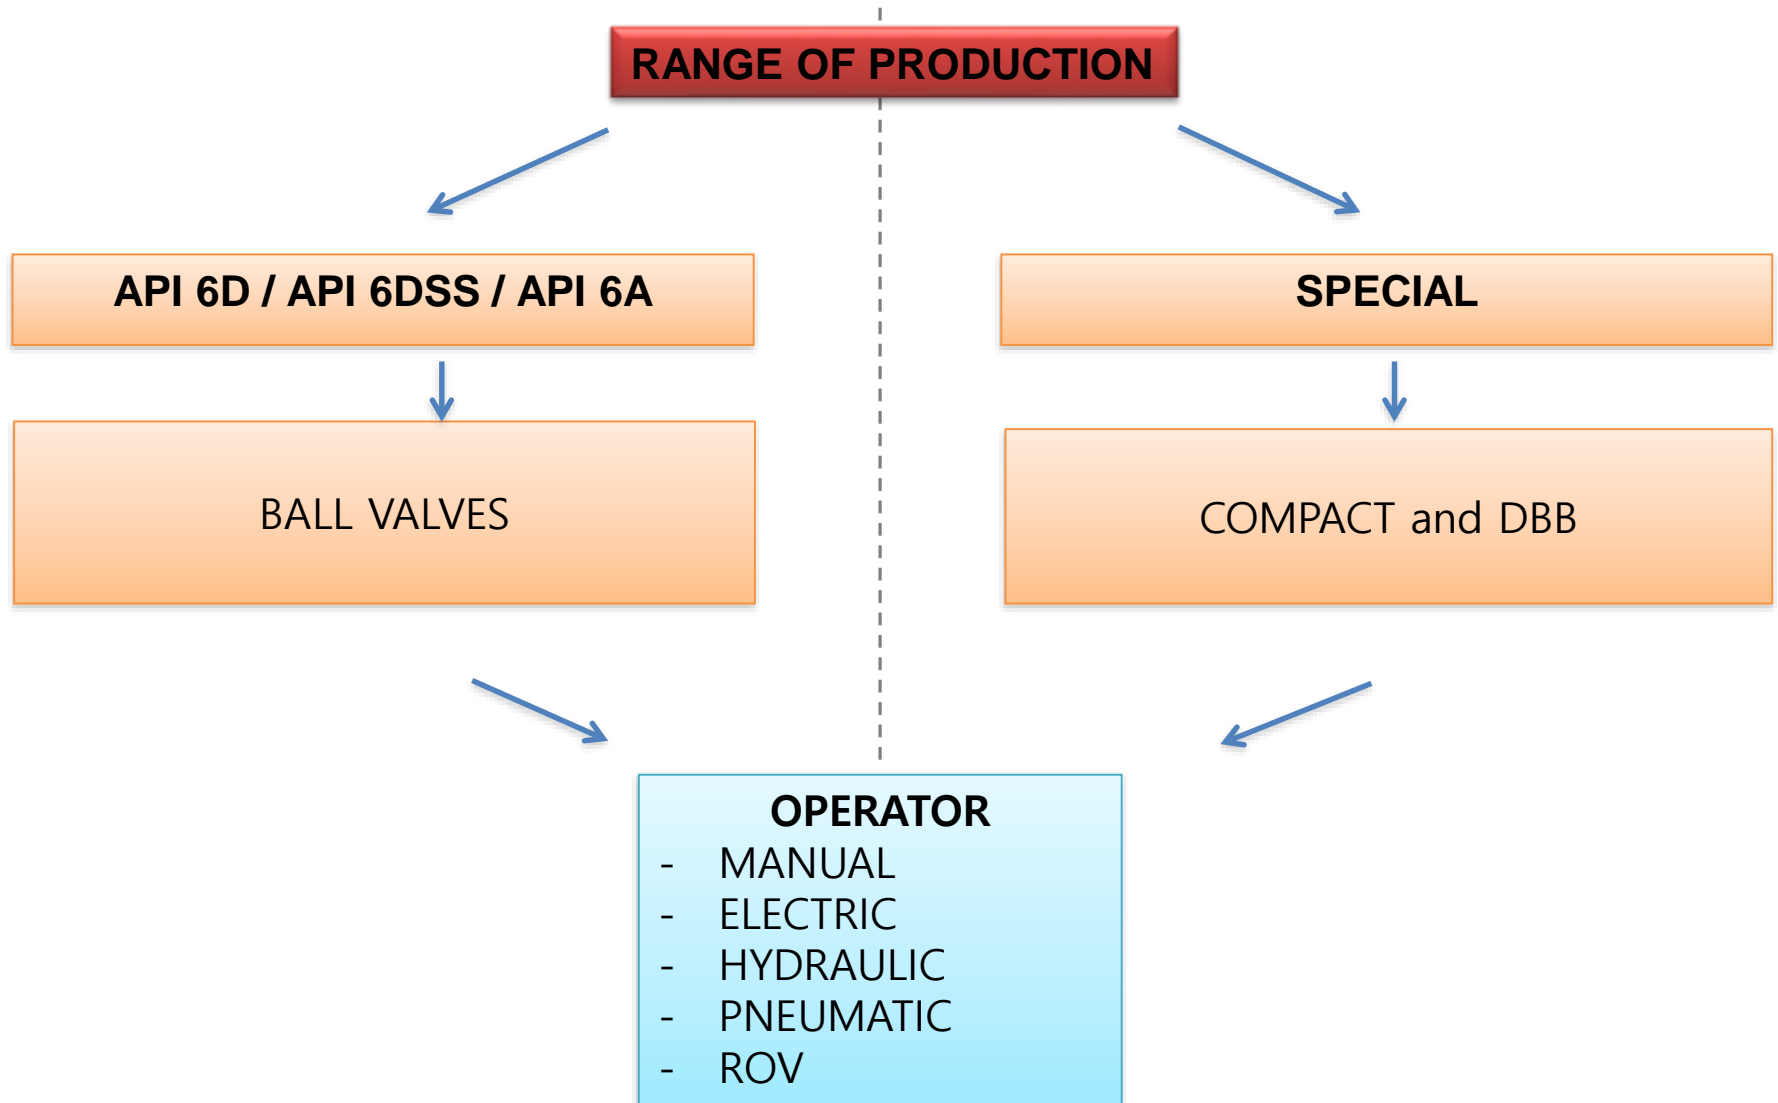 RANGE OF PRODUCTION
API 6D / API 6DSS / API 6A
SPECIAL
BALL VALVES
COMPACT and DBB
OPERATOR
- MANUAL
- ELECTRIC
- HYDRAULIC
- PNEUMATIC
- ROV